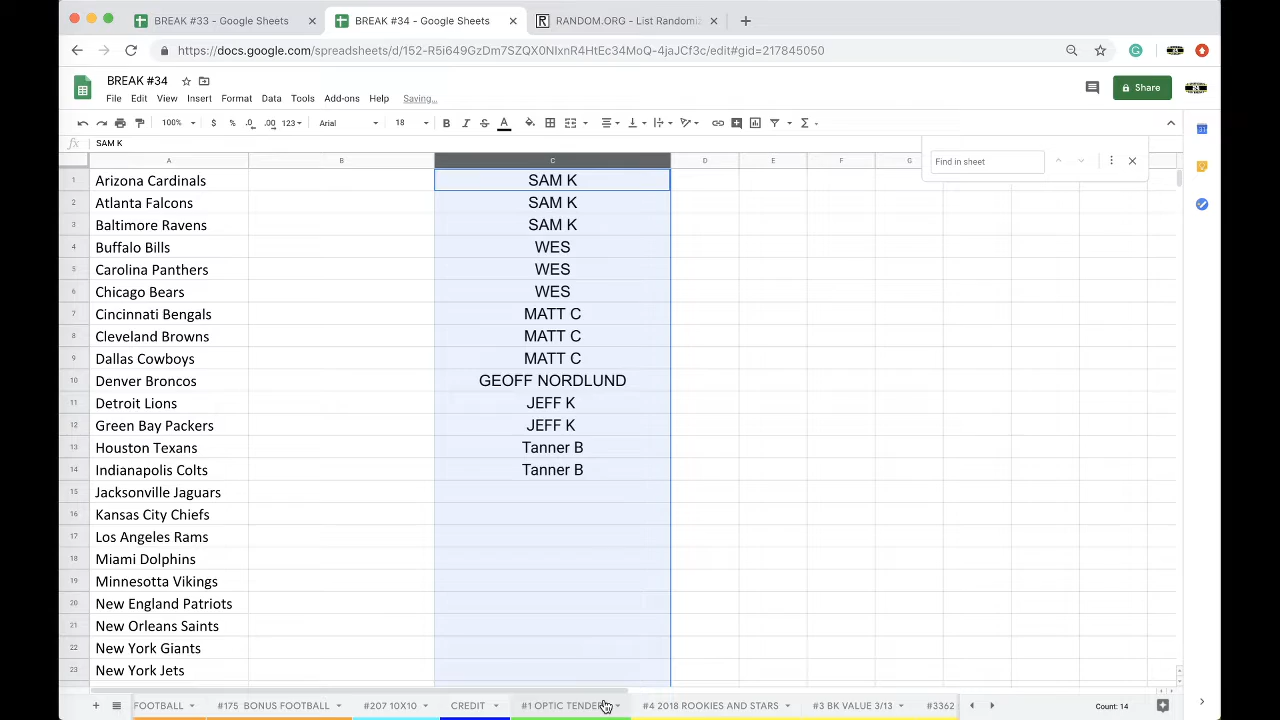 BREAK #33 - Google Sheets
BREAK #34 - Google Sheets
RANDOM.ORG - List Randomi
https://docs.google.com/spreadsheets/d/152-R5i649GzDm7SZQX0NlxnR4HtEc34MoQ-4jaJCf3c/edit#gid=217845050
BREAK #34
File Edit View Insert Format Data Tools Add-ons Help Saving...
Share
100% $ % .0 .00 123 Arial 18 B I S A
fx SAM K
Find in sheet
A B C D E F G
1 Arizona Cardinals SAM K
2 Atlanta Falcons SAM K
3 Baltimore Ravens SAM K
4 Buffalo Bills WES
5 Carolina Panthers WES
6 Chicago Bears WES
7 Cincinnati Bengals MATT C
8 Cleveland Browns MATT C
9 Dallas Cowboys MATT C
10 Denver Broncos GEOFF NORDLUND
11 Detroit Lions JEFF K
12 Green Bay Packers JEFF K
13 Houston Texans Tanner B
14 Indianapolis Colts Tanner B
15 Jacksonville Jaguars
16 Kansas City Chiefs
17 Los Angeles Rams
18 Miami Dolphins
19 Minnesota Vikings
20 New England Patriots
21 New Orleans Saints
22 New York Giants
23 New York Jets
FOOTBALL #175 BONUS FOOTBALL #207 10X10 CREDIT #1 OPTIC TENDE #4 2018 ROOKIES AND STARS #3 BK VALUE 3/13 #3362 Count: 14